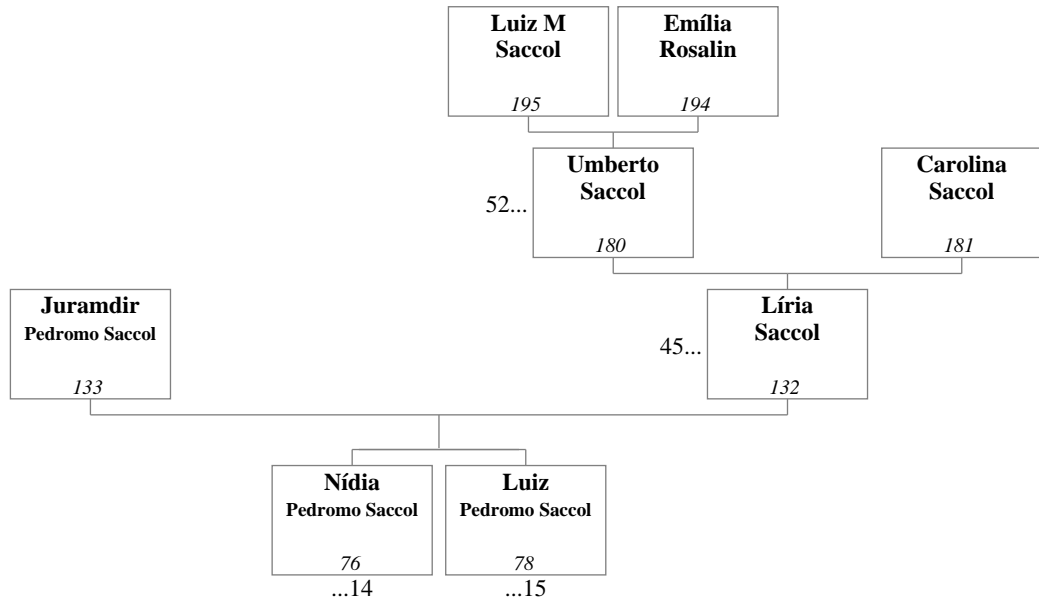 Luiz M
Saccol
195
Emília
Rosalin
194
52...
Umberto
Saccol
180
Carolina
Saccol
181
Juramdir
Pedromo Saccol
133
45...
Líria
Saccol
132
Nídia
Pedromo Saccol
76
...14
Luiz
Pedromo Saccol
78
...15